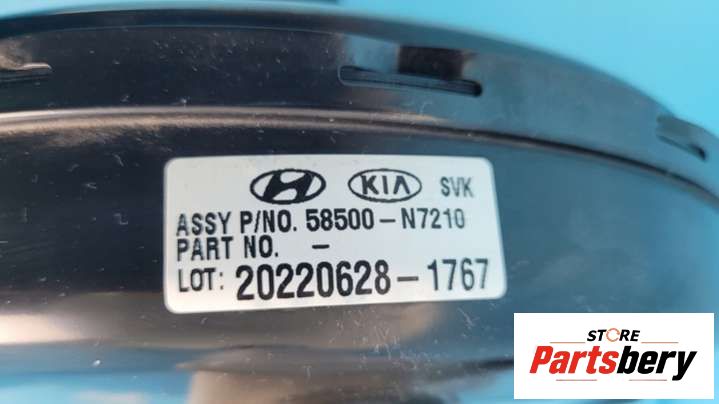 KIA SVK
ASSY P/NO. 58500-N7210
PART NO. -
LOT: 20220628-1767
STORE
Partsbery